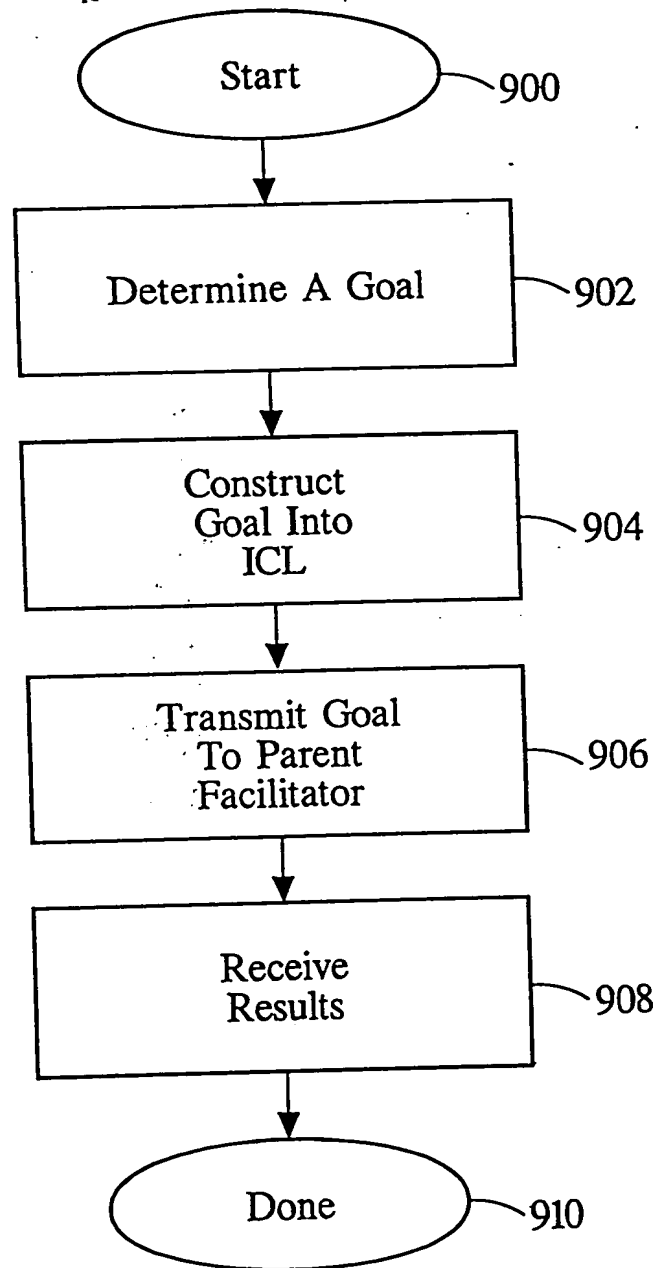 Start
900
Determine A Goal
902
Construct
Goal Into
ICL
904
Transmit Goal
To Parent
Facilitator
906
Receive
Results
908
Done
910